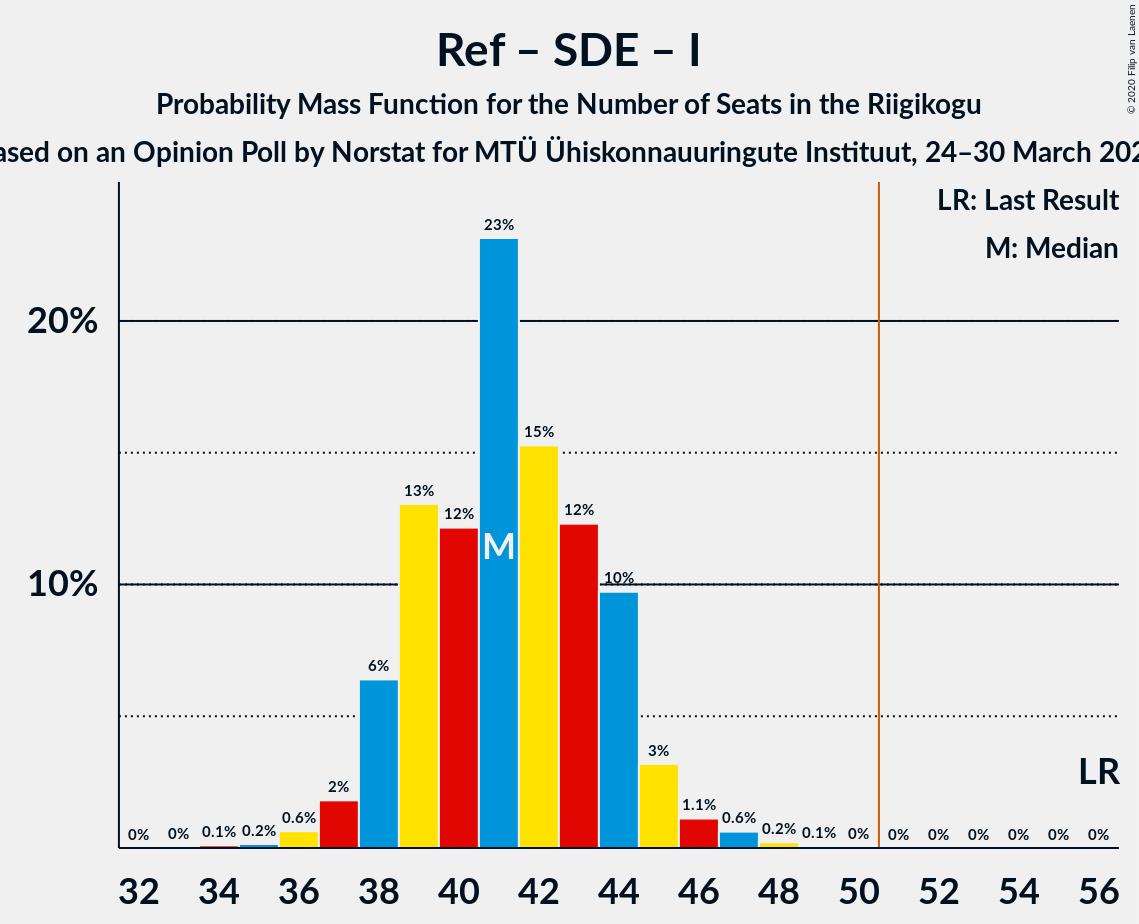 Ref – SDE – I
Probability Mass Function for the Number of Seats in the Riigikogu
on an Opinion Poll by Norstat for MTÜ Ühiskonnauuringute Instituut, 24–30 March
© 2020 Filip van Laenen
LR: Last Result
M: Median
20%
10%
0% 0% 0.1% 0.2% 0.6% 2% 6% 13% 12% 23% 15% 12% 10% 3% 1.1% 0.6% 0.2% 0.1% 0% 0% 0% 0% 0% 0% 0%
M
LR
32 34 36 38 40 42 44 46 48 50 52 54 56